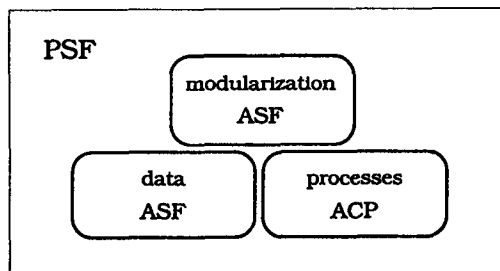 PSF
modularization
ASF
data
ASF
processes
ACP